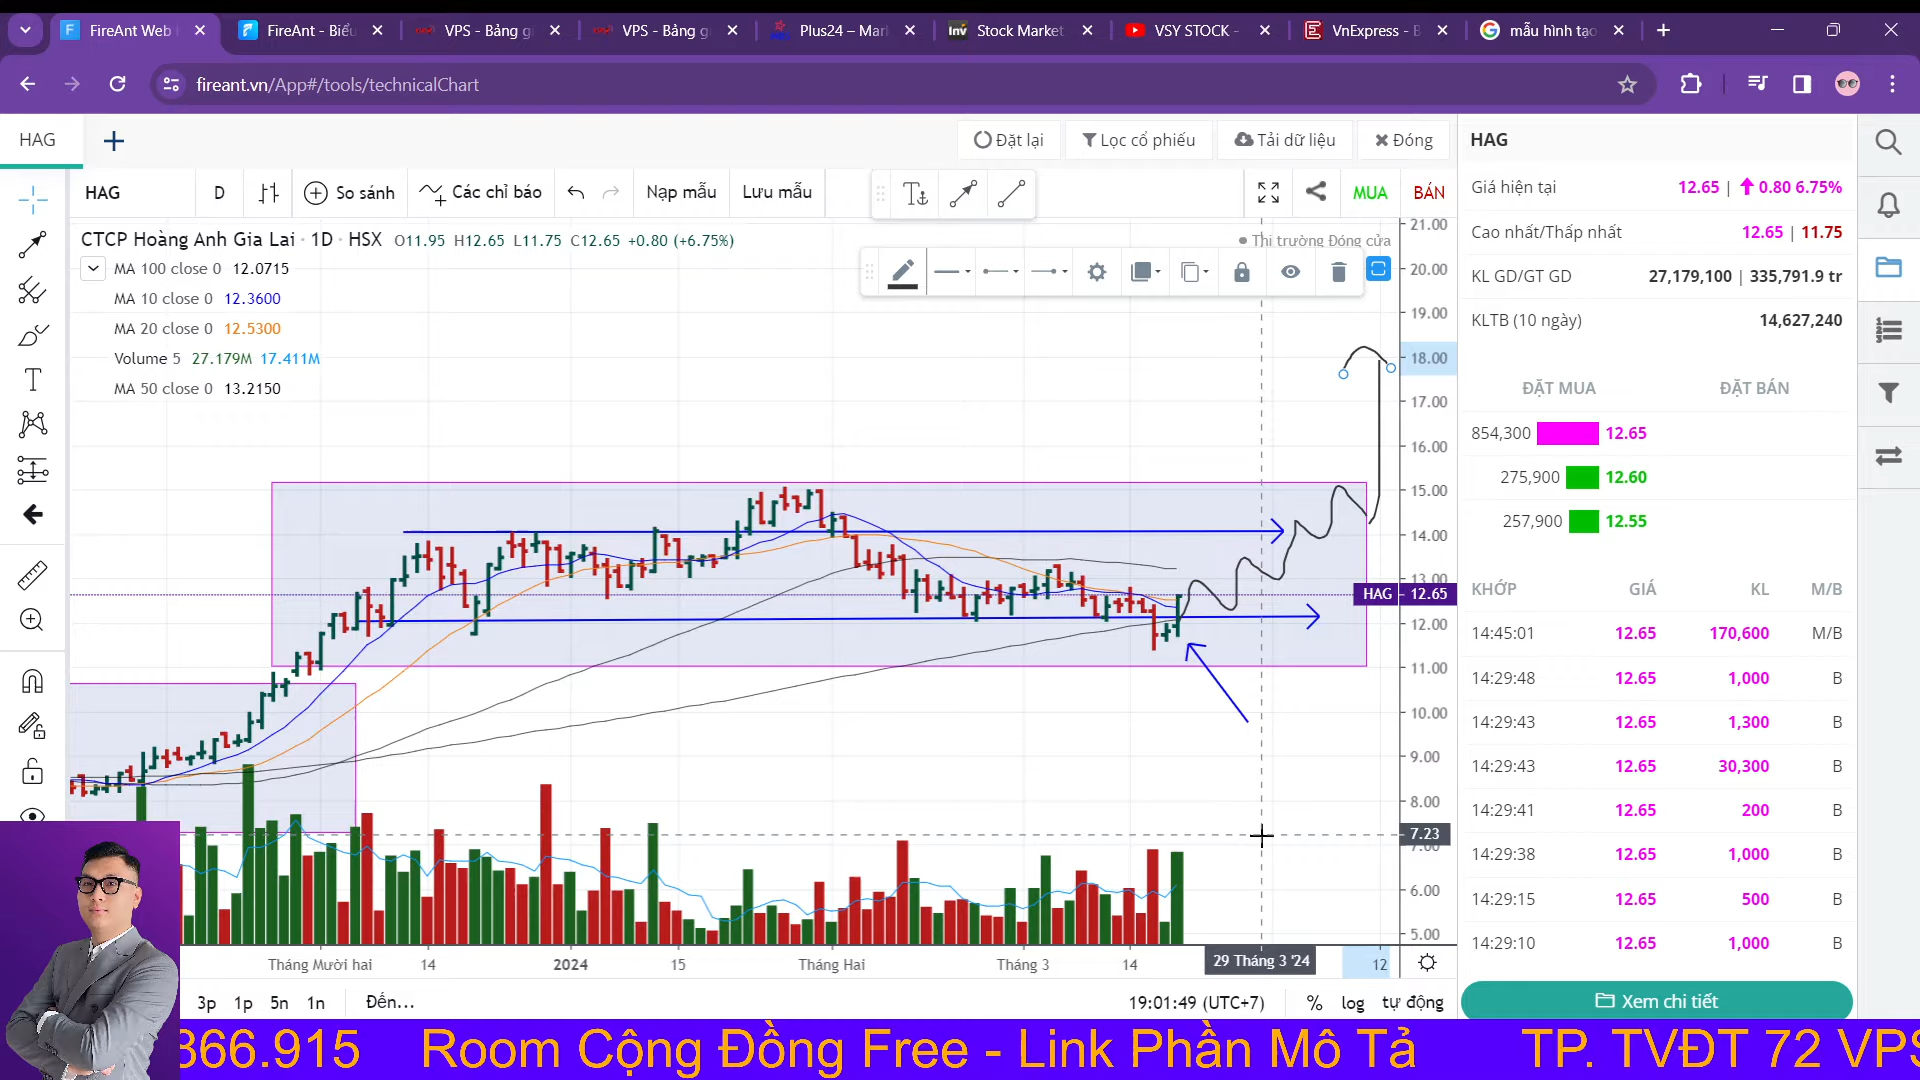 FireAnt Web
FireAnt - Biểu
VPS - Bảng g
VPS - Bảng g
Plus24 – Mar
Stock Market
VSY STOCK -
VnExpress - B
mẫu hình tạo
fireant.vn/App#/tools/technicalChart
HAG
Đặt lại
Lọc cổ phiếu
Tải dữ liệu
Đóng
HAG
D
So sánh
Các chỉ báo
Nạp mẫu
Lưu mẫu
MUA
BÁN
CTCP Hoàng Anh Gia Lai · 1D · HSX O11.95 H12.65 L11.75 C12.65 +0.80 (+6.75%)
Thị trường Đóng cửa
MA 100 close 0 12.0715
MA 10 close 0 12.3600
MA 20 close 0 12.5300
Volume 5 27.179M 17.411M
MA 50 close 0 13.2150
21.00
20.00
19.00
18.00
17.00
16.00
15.00
14.00
13.00
HAG 12.65
12.00
11.00
10.00
9.00
8.00
7.23
7.00
6.00
5.00
Tháng Mười hai
14
2024
15
Tháng Hai
Tháng 3
14
29 Tháng 3 '24
12
3p 1p 5n 1n Đến...
19:01:49 (UTC+7) % log tự động
HAG
Giá hiện tại 12.65 | 0.80 6.75%
Cao nhất/Thấp nhất 12.65 | 11.75
KL GD/GT GD 27,179,100 | 335,791.9 tr
KLTB (10 ngày) 14,627,240
ĐẶT MUA ĐẶT BÁN
854,300 12.65
275,900 12.60
257,900 12.55
KHỚP GIÁ KL M/B
14:45:01 12.65 170,600 M/B
14:29:48 12.65 1,000 B
14:29:43 12.65 1,300 B
14:29:43 12.65 30,300 B
14:29:41 12.65 200 B
14:29:38 12.65 1,000 B
14:29:15 12.65 500 B
14:29:10 12.65 1,000 B
Xem chi tiết
366.915 Room Cộng Đồng Free - Link Phần Mô Tả TP. TVĐT 72 VPS